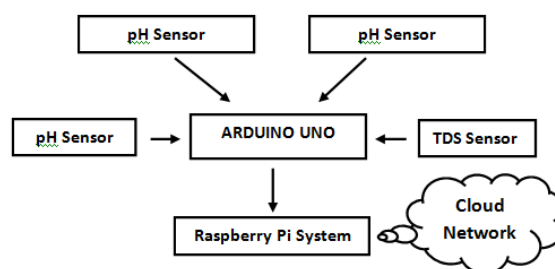 pH Sensor
pH Sensor
pH Sensor
ARDUINO UNO
TDS Sensor
Raspberry Pi System
Cloud
Network